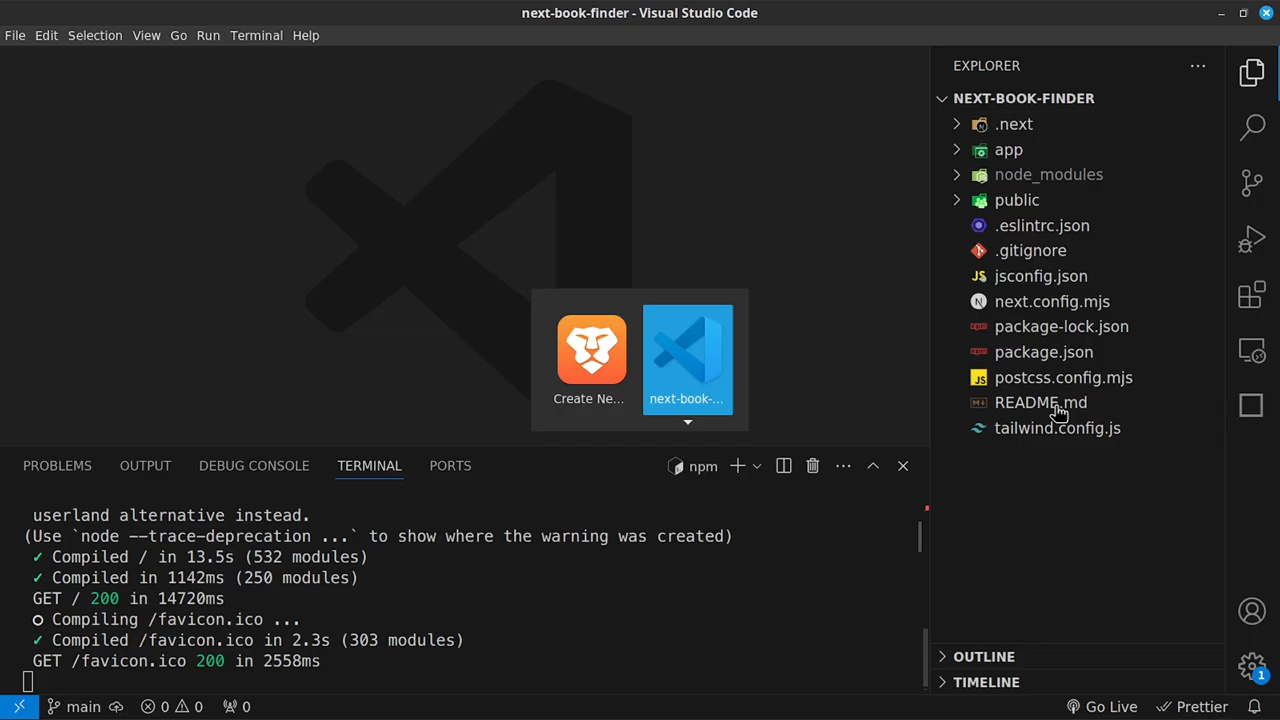 next-book-finder - Visual Studio Code
File Edit Selection View Go Run Terminal Help
EXPLORER
NEXT-BOOK-FINDER
.next
app
node_modules
public
.eslintrc.json
.gitignore
jsconfig.json
next.config.mjs
package-lock.json
package.json
postcss.config.mjs
README.md
tailwind.config.js
Create Ne... next-book-...
PROBLEMS OUTPUT DEBUG CONSOLE TERMINAL PORTS npm
userland alternative instead.
(Use `node --trace-deprecation ...` to show where the warning was created)
✓ Compiled / in 13.5s (532 modules)
✓ Compiled in 1142ms (250 modules)
GET / 200 in 14720ms
○ Compiling /favicon.ico ...
✓ Compiled /favicon.ico in 2.3s (303 modules)
GET /favicon.ico 200 in 2558ms
OUTLINE
TIMELINE
1
main 0 0 0 Go Live Prettier